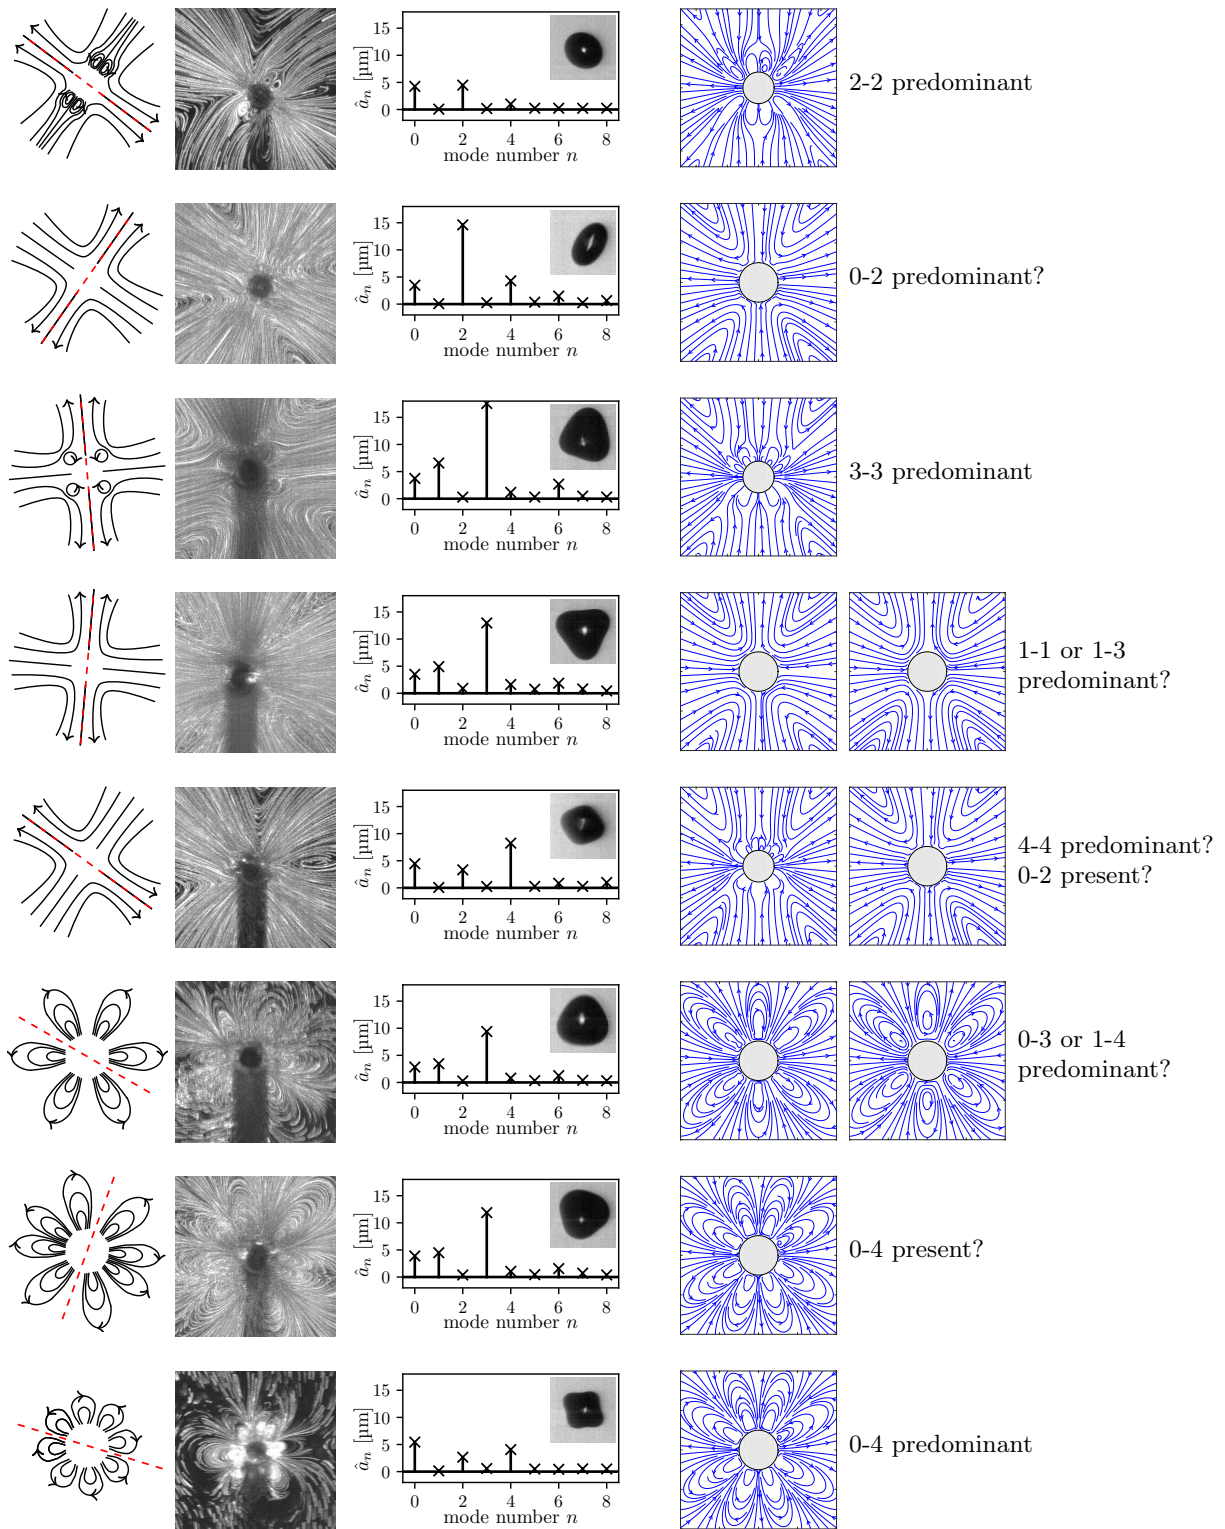 15
10
5
0
â_n [µm]
0 2 4 6 8
mode number n
2-2 predominant
15
10
5
0
â_n [µm]
0 2 4 6 8
mode number n
0-2 predominant?
15
10
5
0
â_n [µm]
0 2 4 6 8
mode number n
3-3 predominant
15
10
5
0
â_n [µm]
0 2 4 6 8
mode number n
1-1 or 1-3
predominant?
15
10
5
0
â_n [µm]
0 2 4 6 8
mode number n
4-4 predominant?
0-2 present?
15
10
5
0
â_n [µm]
0 2 4 6 8
mode number n
0-3 or 1-4
predominant?
15
10
5
0
â_n [µm]
0 2 4 6 8
mode number n
0-4 present?
15
10
5
0
â_n [µm]
0 2 4 6 8
mode number n
0-4 predominant